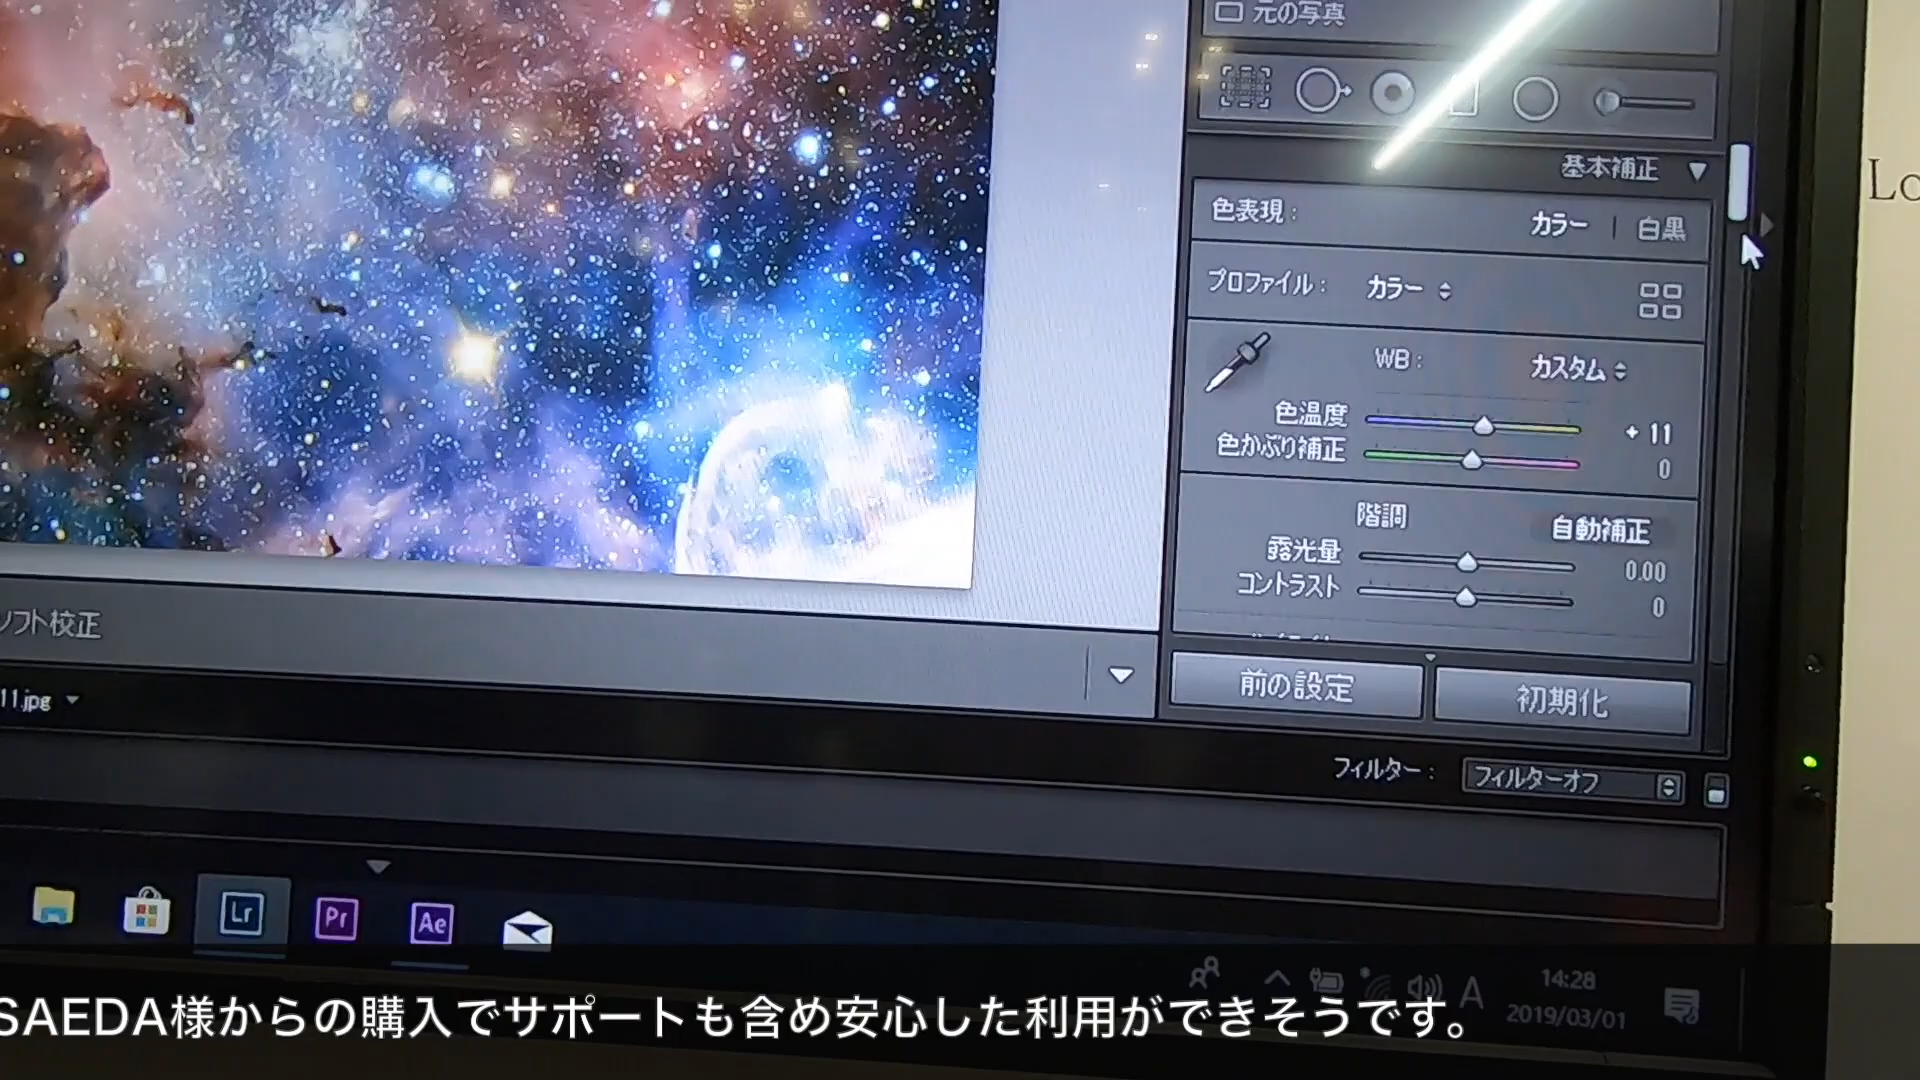 元の写真
基本補正
Lo
色表現 : カラー | 白黒
プロファイル : カラー
WB : カスタム
色温度 + 11
色かぶり補正 0
階調 自動補正
露光量 0.00
コントラスト 0
ソフト校正
前の設定 初期化
11.jpg
フィルター : フィルターオフ
Lr Pr Ae
A 14:28
2019/03/01
SAEDA様からの購入でサポートも含め安心した利用ができそうです。